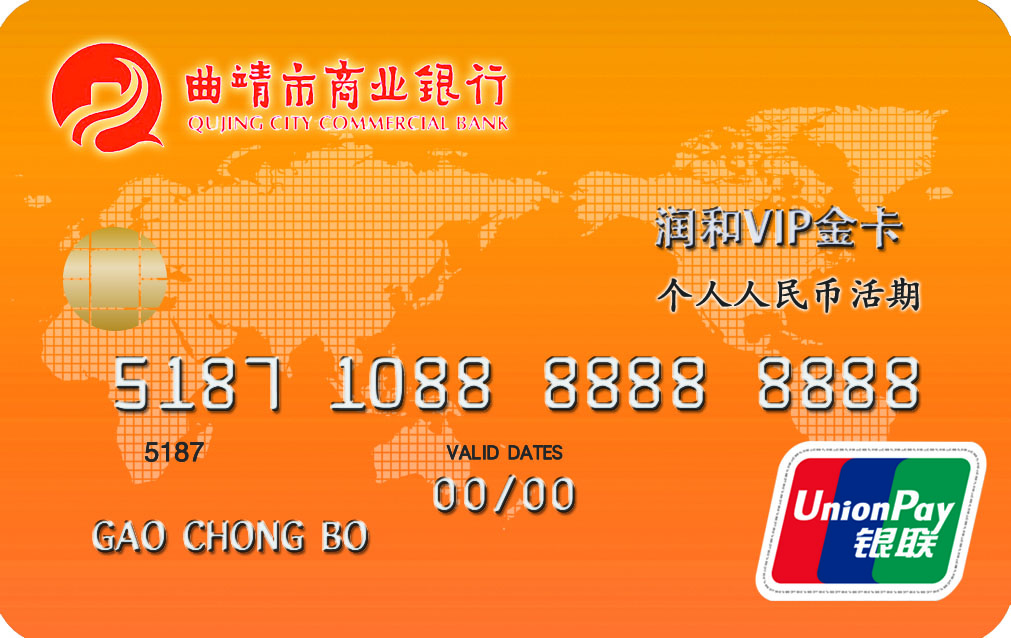 曲靖市商业银行
QUJING CITY COMMERCIAL BANK
润和VIP金卡
个人人民币活期
5187 1088 8888 8888
5187
VALID DATES
00/00
GAO CHONG BO
UnionPay
银联